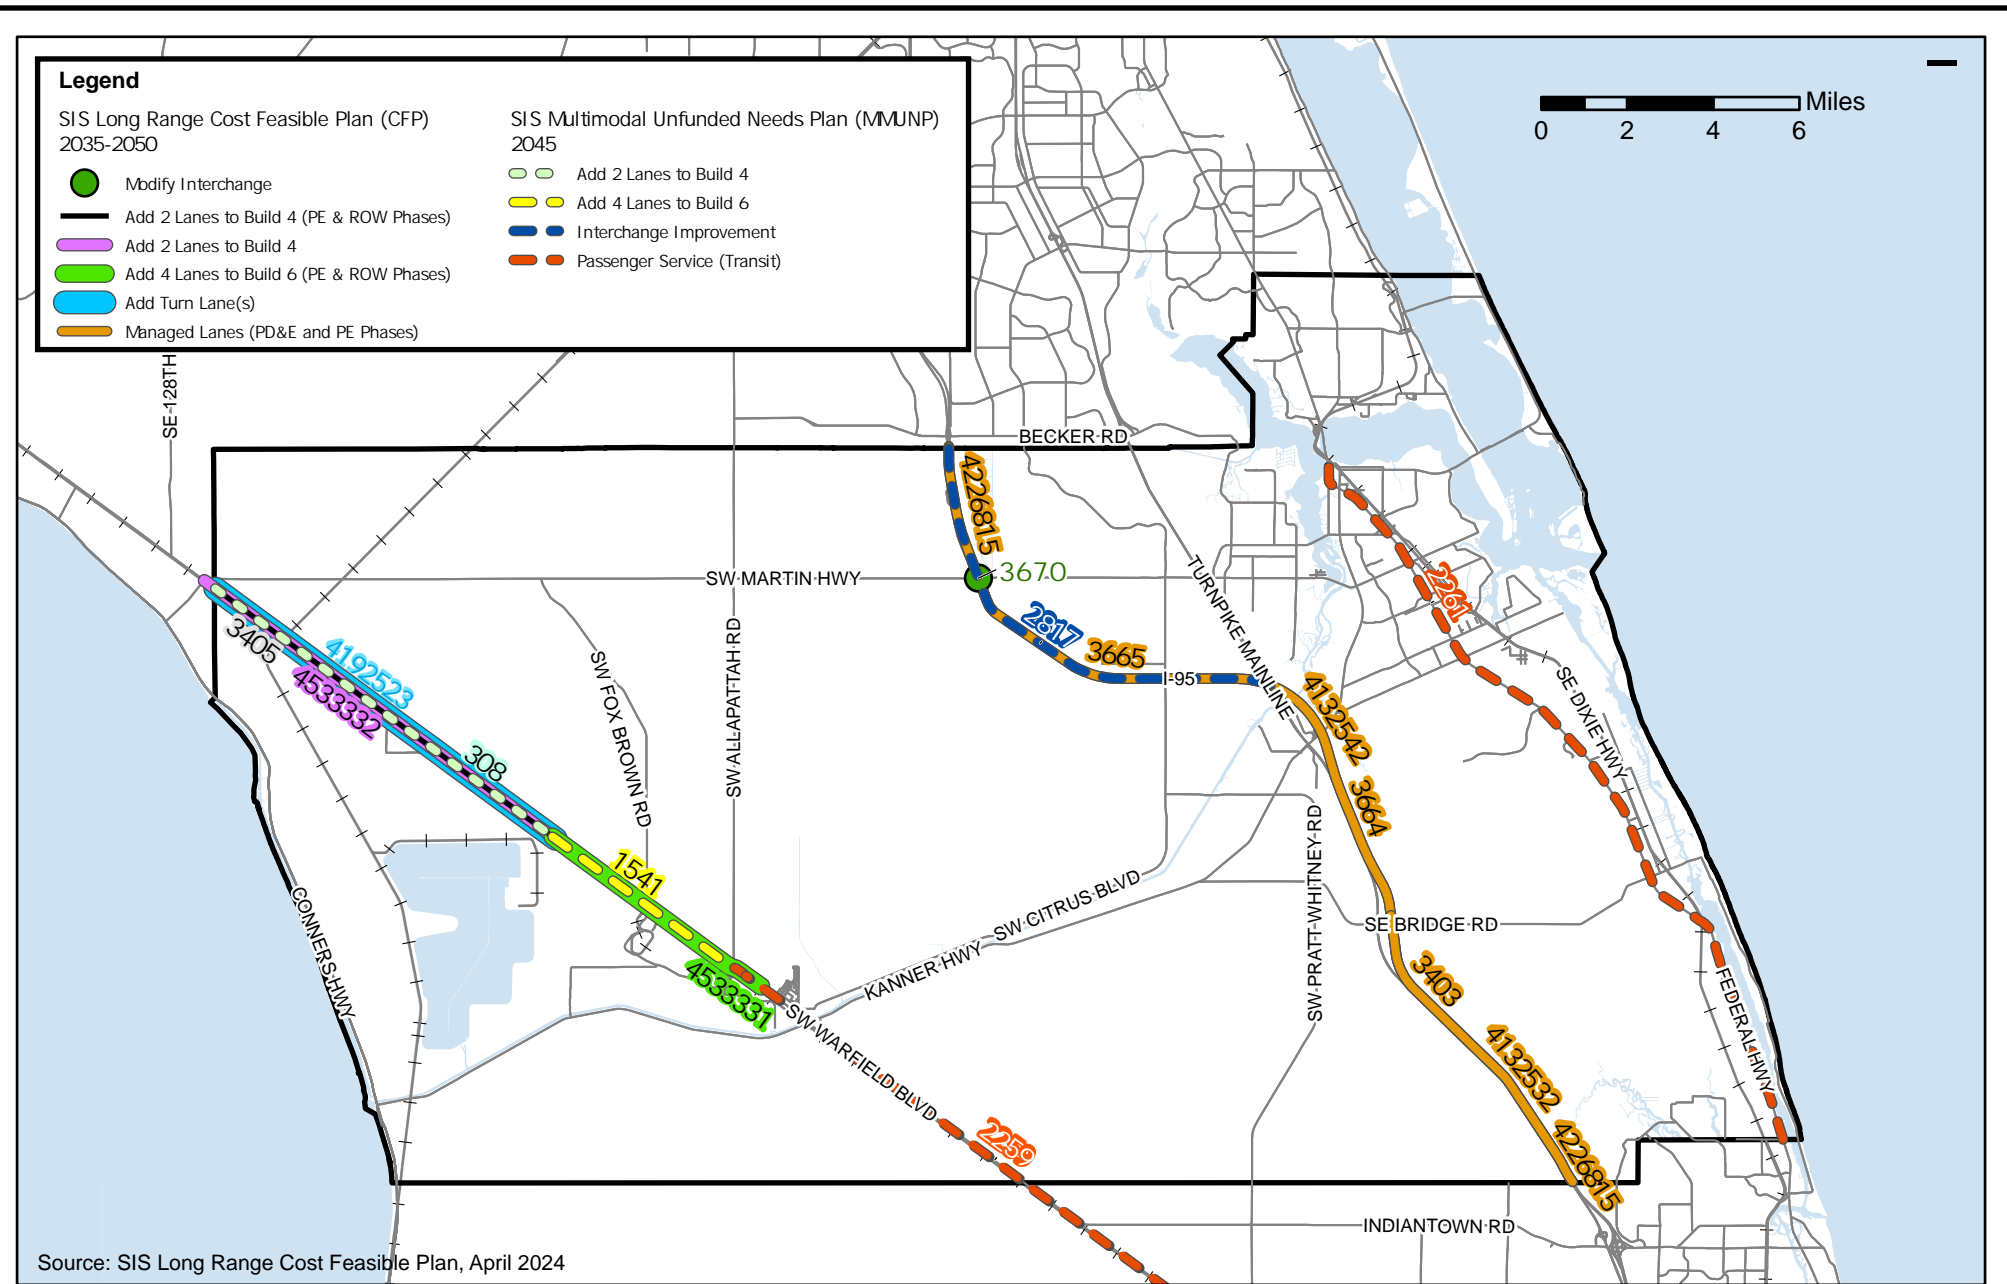 Legend
SIS Long Range Cost Feasible Plan (CFP)
2035-2050
Modify Interchange
Add 2 Lanes to Build 4 (PE & ROW Phases)
Add 2 Lanes to Build 4
Add 4 Lanes to Build 6 (PE & ROW Phases)
Add Turn Lane(s)
Managed Lanes (PD&E and PE Phases)
SIS Multimodal Unfunded Needs Plan (MMUNP)
2045
Add 2 Lanes to Build 4
Add 4 Lanes to Build 6
Interchange Improvement
Passenger Service (Transit)
Miles
0 2 4 6
SE 128TH
BECKER RD
4226815
3670
SW MARTIN HWY
TURNPIKE MAINLINE
2261
2817
3665
I-95
3405
4192523
4533332
308
SW FOX BROWN RD
SW ALLAPATTAH RD
4132542
SE DIXIE HWY
3664
SW PRATT WHITNEY RD
1541
SW CITRUS BLVD
KANNER HWY
SE BRIDGE RD
CONNERS HWY
4533331
3403
FEDERAL HWY
SW WARFIELD BLVD
4132532
2259
4226815
INDIANTOWN RD
Source: SIS Long Range Cost Feasible Plan, April 2024